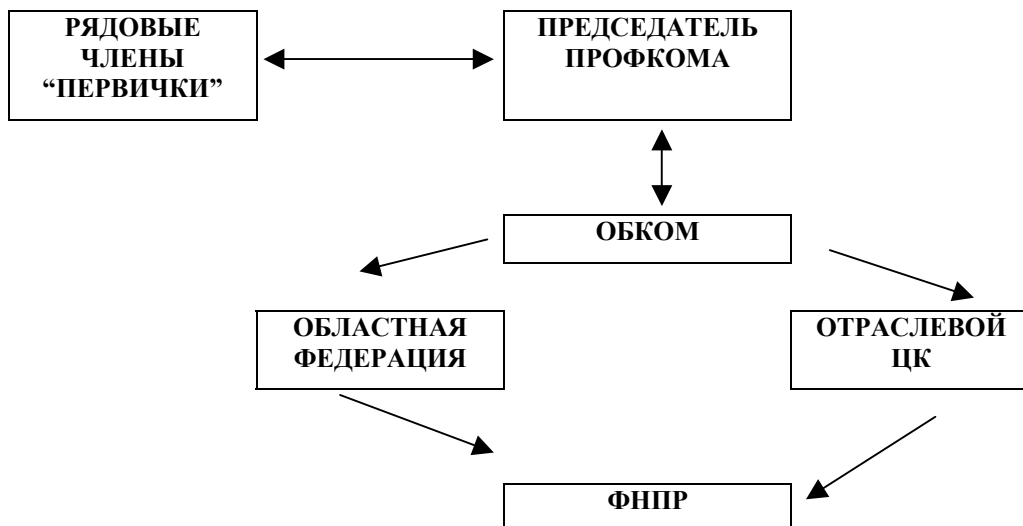 РЯДОВЫЕ
ЧЛЕНЫ
“ПЕРВИЧКИ”
ПРЕДСЕДАТЕЛЬ
ПРОФКОМА
ОБКОМ
ОБЛАСТНАЯ
ФЕДЕРАЦИЯ
ОТРАСЛЕВОЙ
ЦК
ФНПР